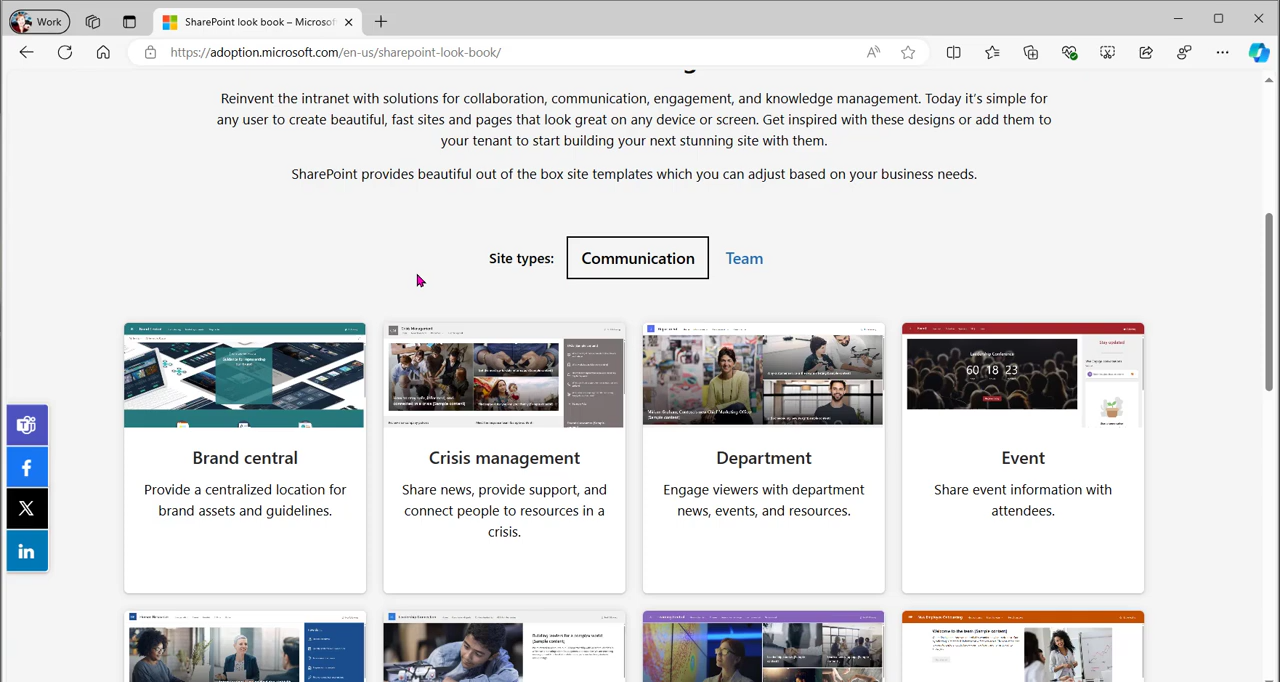 Work
SharePoint look book – Microsof
https://adoption.microsoft.com/en-us/sharepoint-look-book/
Reinvent the intranet with solutions for collaboration, communication, engagement, and knowledge management. Today it’s simple for
any user to create beautiful, fast sites and pages that look great on any device or screen. Get inspired with these designs or add them to
your tenant to start building your next stunning site with them.
SharePoint provides beautiful out of the box site templates which you can adjust based on your business needs.
Site types:
Communication
Team
Leadership Conference
60 18 23
Brand central
Crisis management
Department
Event
Provide a centralized location for
brand assets and guidelines.
Share news, provide support, and
connect people to resources in a
crisis.
Engage viewers with department
news, events, and resources.
Share event information with
attendees.